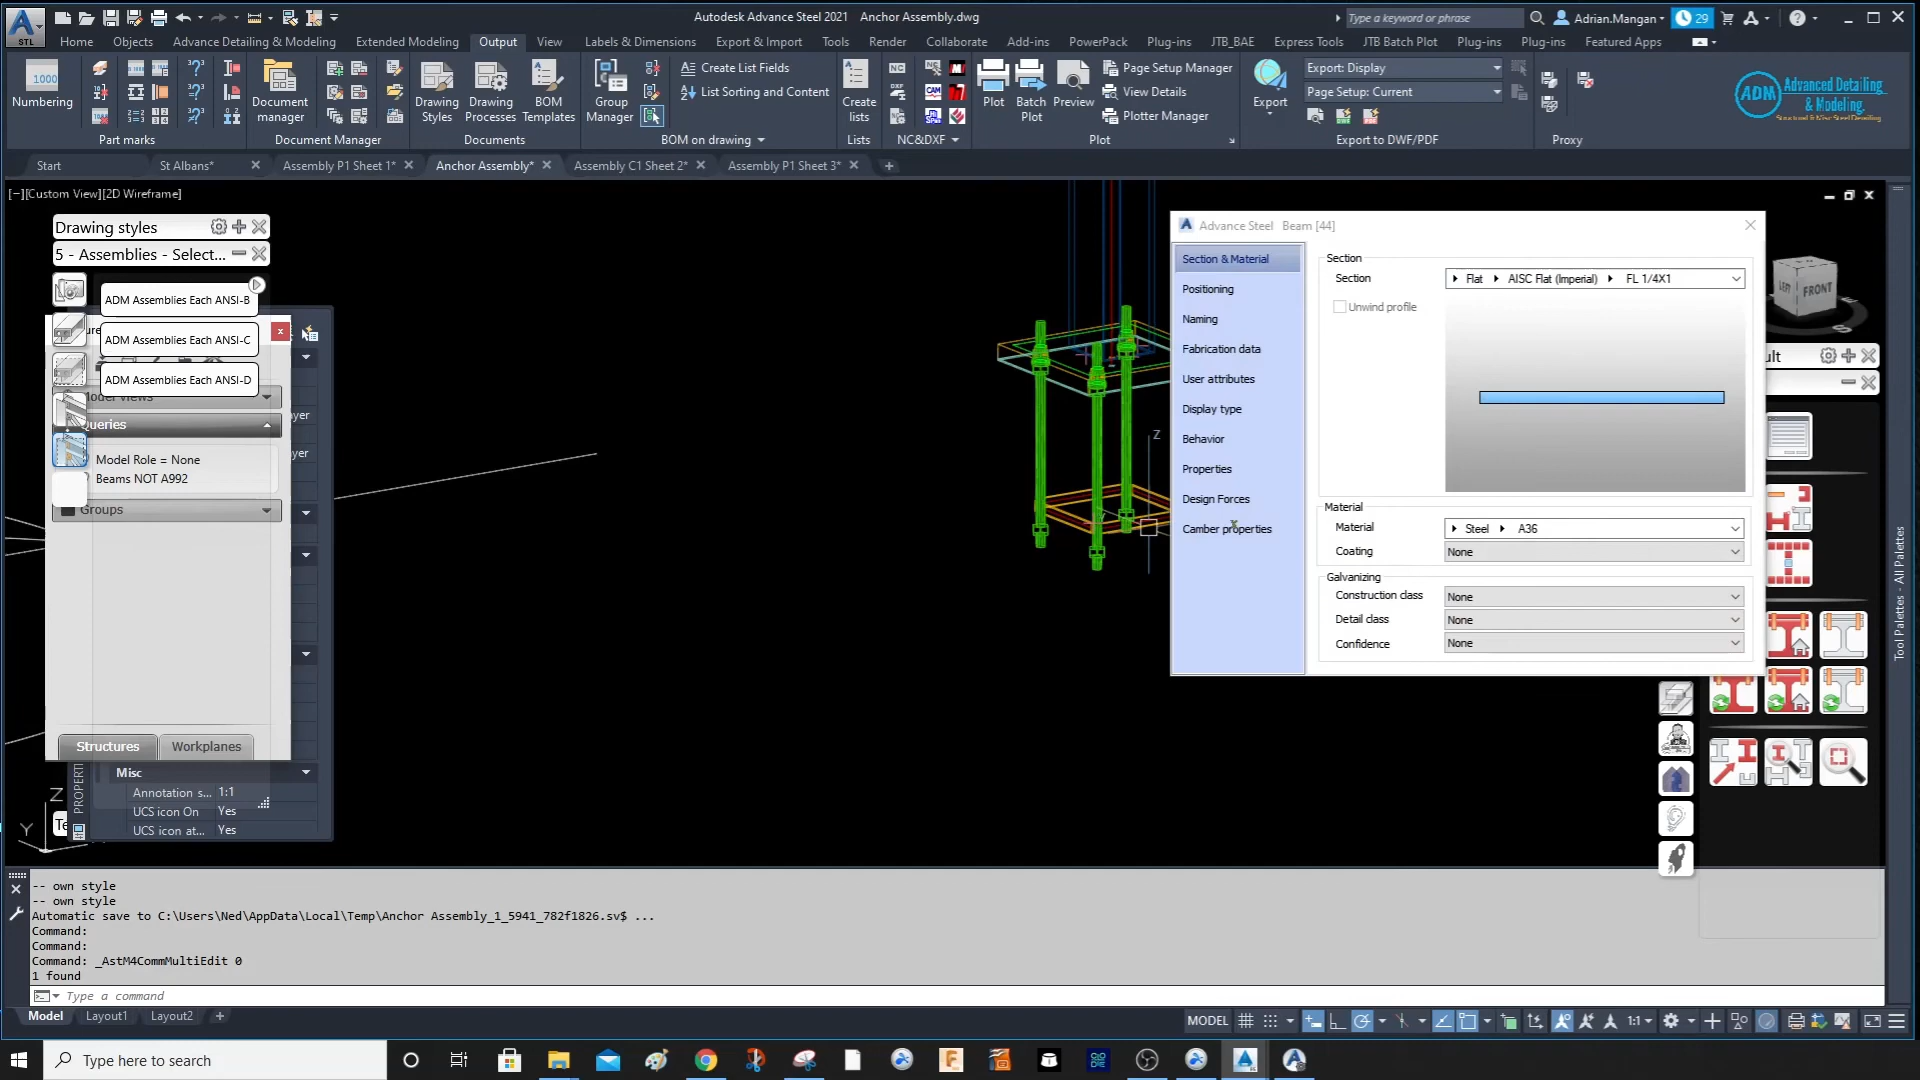 Autodesk Advance Steel 2021 Anchor Assembly.dwg
Type a keyword or phrase
Adrian.Mangan
29
STL
Home Objects Advance Detailing & Modeling Extended Modeling Output View Labels & Dimensions Export & Import Tools Render Collaborate Add-ins PowerPack Plug-ins JTB_BAE Express Tools JTB Batch Plot Plug-ins Plug-ins Featured Apps
1000
Numbering
Document manager
Drawing Styles
Drawing Processes
BOM Templates
Group Manager
Create List Fields
List Sorting and Content
Create lists
Plot
Batch Plot
Preview
Page Setup Manager
View Details
Plotter Manager
Export
Export: Display
Page Setup: Current
ADM Advanced Detailing & Modeling.
Structural & Misc Steel Detailing
Part marks Document Manager Documents BOM on drawing Lists NC&DXF Plot Export to DWF/PDF Proxy
Start St Albans* Assembly P1 Sheet 1* Anchor Assembly* Assembly C1 Sheet 2* Assembly P1 Sheet 3*
[−][Custom View][2D Wireframe]
Drawing styles
5 - Assemblies - Select...
ADM Assemblies Each ANSI-B
ADM Assemblies Each ANSI-C
ADM Assemblies Each ANSI-D
Queries
Model Role = None
Beams NOT A992
Groups
Structures Workplanes
Misc
Annotation s... 1:1
UCS icon On Yes
UCS icon at... Yes
Z
Y
Z
Advance Steel Beam [44]
Section & Material
Positioning
Naming
Fabrication data
User attributes
Display type
Behavior
Properties
Design Forces
Camber properties
Section
Section Flat AISC Flat (Imperial) FL 1/4X1
Unwind profile
Material
Material Steel A36
Coating None
Galvanizing
Construction class None
Detail class None
Confidence None
LEFT FRONT
S
Tool Palettes - All Palettes
-- own style
-- own style
Automatic save to C:\Users\Ned\AppData\Local\Temp\Anchor Assembly_1_5941_782f1826.sv$ ...
Command:
Command:
Command: _AstM4CommMultiEdit 0
1 found
Type a command
Model Layout1 Layout2
MODEL
1:1
Type here to search